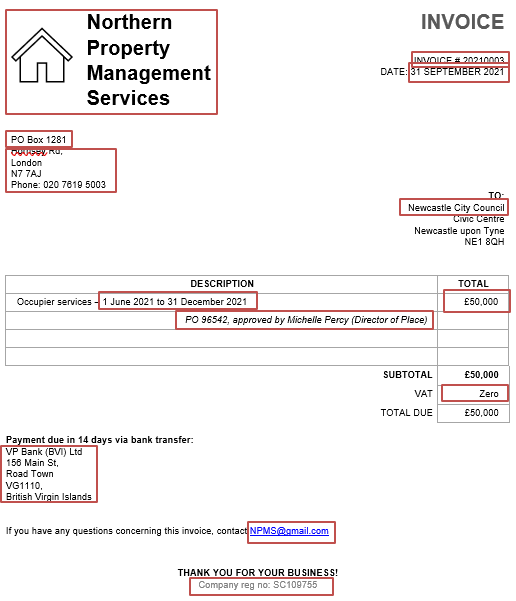 Northern
Property
Management
Services
INVOICE
INVOICE # 20210003
DATE: 31 SEPTEMBER 2021
PO Box 1281
Rd,
London
N7 7AJ
Phone: 020 7619 5003
TO:
Newcastle City Council
Civic Centre
Newcastle upon Tyne
NE1 8QH
DESCRIPTION TOTAL
Occupier services – 1 June 2021 to 31 December 2021 £50,000
PO 96542, approved by Michelle Percy (Director of Place)
SUBTOTAL £50,000
VAT Zero
TOTAL DUE £50,000
Payment due in 14 days via bank transfer:
VP Bank (BVI) Ltd
156 Main St,
Road Town
VG1110,
British Virgin Islands
If you have any questions concerning this invoice, contact NPMS@gmail.com
THANK YOU FOR YOUR BUSINESS!
Company reg no: SC109755